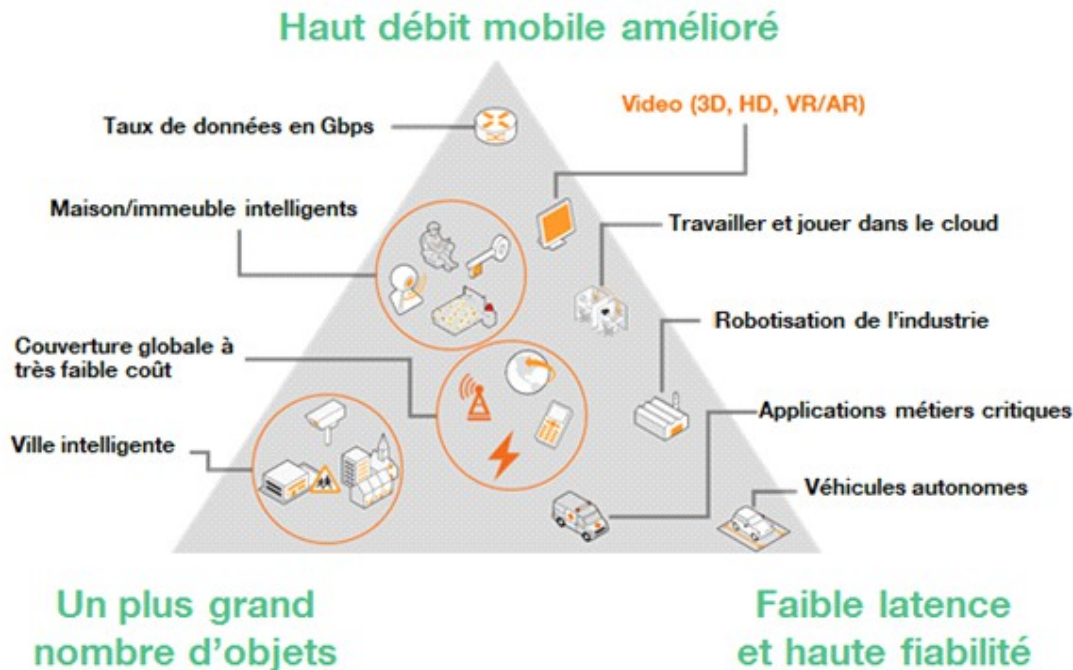 Haut débit mobile amélioré
Video (3D, HD, VR/AR)
Taux de données en Gbps
Maison/immeuble intelligents
Travailler et jouer dans le cloud
Robotisation de l'industrie
Couverture globale à
très faible coût
Applications métiers critiques
Ville intelligente
Véhicules autonomes
Un plus grand
nombre d'objets
Faible latence
et haute fiabilité